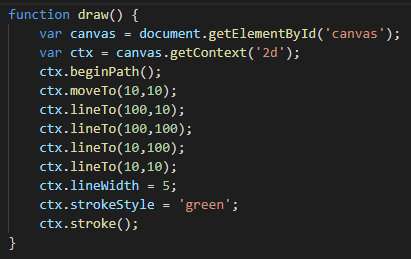 function draw() {
    var canvas = document.getElementById('canvas');
    var ctx = canvas.getContext('2d');
    ctx.beginPath();
    ctx.moveTo(10,10);
    ctx.lineTo(100,10);
    ctx.lineTo(100,100);
    ctx.lineTo(10,100);
    ctx.lineTo(10,10);
    ctx.lineWidth = 5;
    ctx.strokeStyle = 'green';
    ctx.stroke();
}